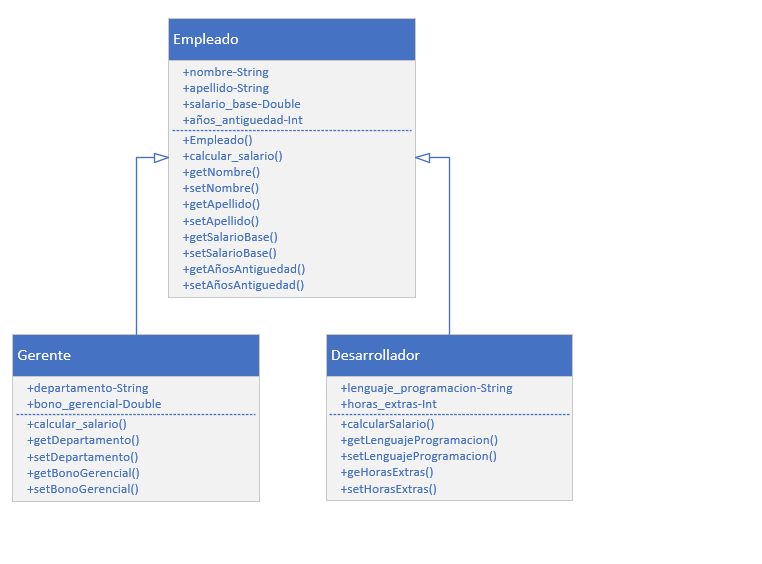 Empleado
+nombre-String
+apellido-String
+salario_base-Double
+años_antiguedad-Int
+Empleado()
+calcular_salario()
+getNombre()
+setNombre()
+getApellido()
+setApellido()
+getSalarioBase()
+setSalarioBase()
+getAñosAntiguedad()
+setAñosAntiguedad()
Gerente
+departamento-String
+bono_gerencial-Double
+calcular_salario()
+getDepartamento()
+setDepartamento()
+getBonoGerencial()
+setBonoGerencial()
Desarrollador
+lenguaje_programacion-String
+horas_extras-Int
+calcularSalario()
+getLenguajeProgramacion()
+setLenguajeProgramacion()
+geHorasExtras()
+setHorasExtras()